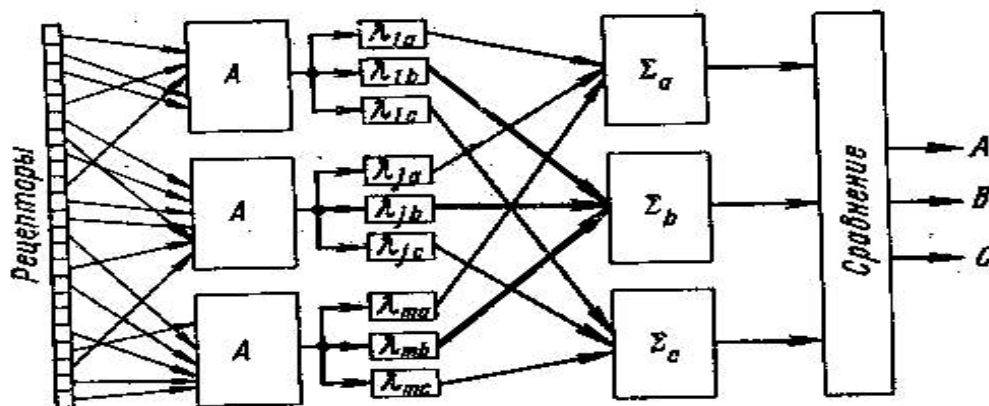 Рецепторы
A
A
A
λ1a
λ1b
λ1c
λja
λjb
λjc
λma
λmb
λmc
Σa
Σb
Σc
Сравнение
A
B
C